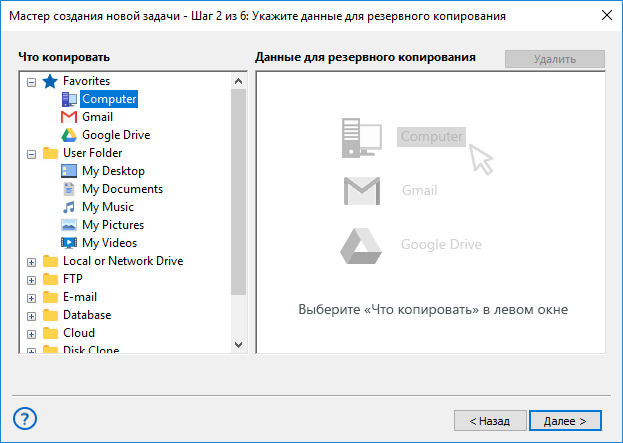 Мастер создания новой задачи - Шаг 2 из 6: Укажите данные для резервного копирования
Что копировать
Favorites
Computer
Gmail
Google Drive
User Folder
My Desktop
My Documents
My Music
My Pictures
My Videos
Local or Network Drive
FTP
E-mail
Database
Cloud
Disk Clone
Данные для резервного копирования
Удалить
Computer
Gmail
Google Drive
Выберите «Что копировать» в левом окне
?
< Назад
Далее >